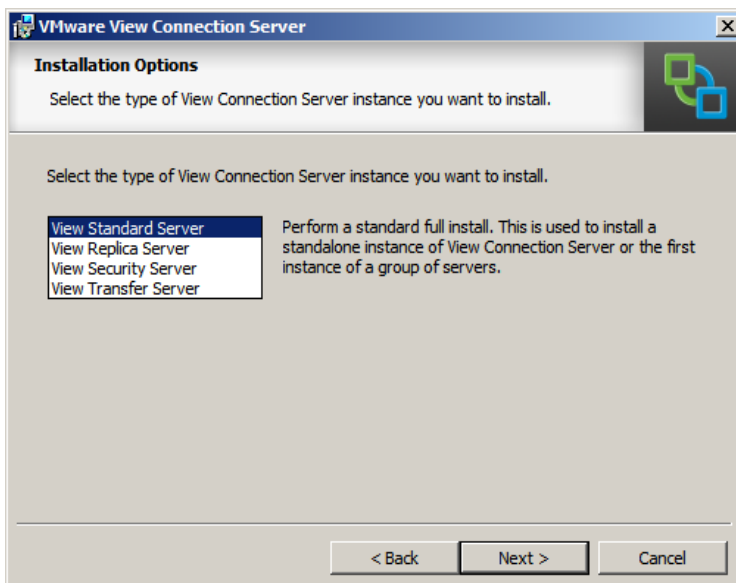 VMware View Connection Server
Installation Options
Select the type of View Connection Server instance you want to install.
Select the type of View Connection Server instance you want to install.
View Standard Server
View Replica Server
View Security Server
View Transfer Server
Perform a standard full install. This is used to install a
standalone instance of View Connection Server or the first
instance of a group of servers.
< Back
Next >
Cancel